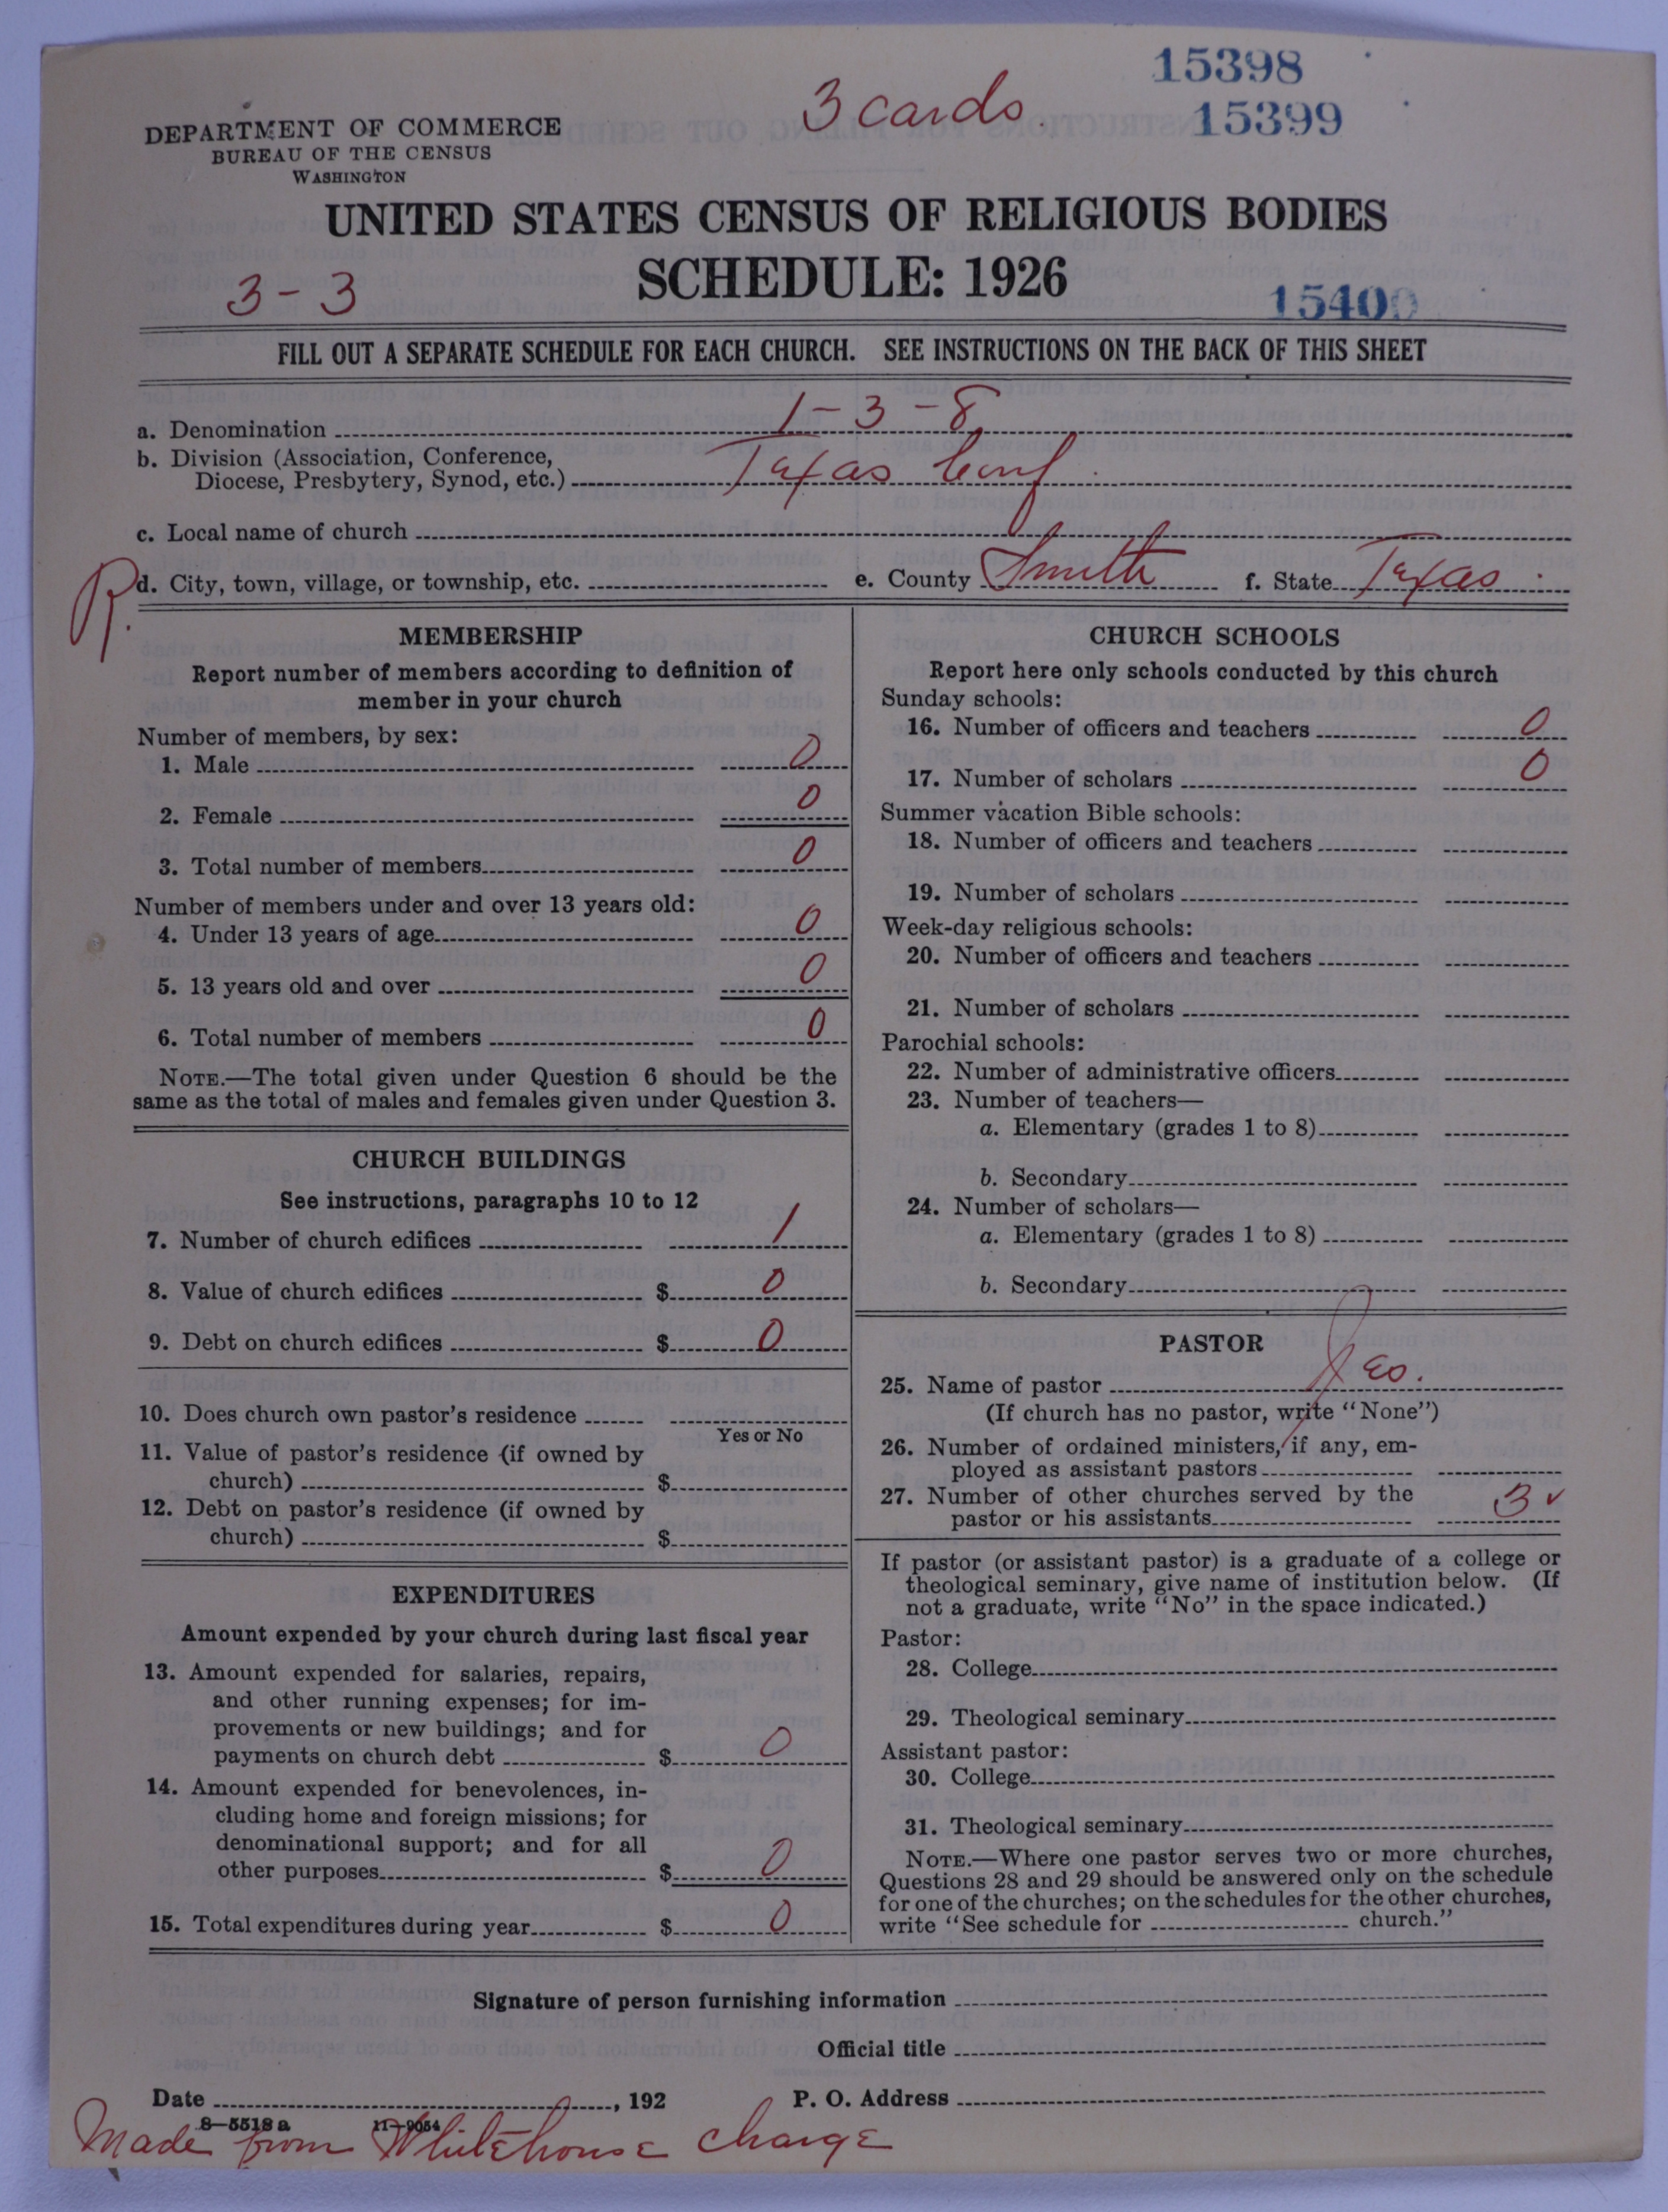 15398
3 cards.
15399
DEPARTMENT OF COMMERCE
BUREAU OF THE CENSUS
WASHINGTON
UNITED STATES CENSUS OF RELIGIOUS BODIES
SCHEDULE: 1926
3-3
15400
FILL OUT A SEPARATE SCHEDULE FOR EACH CHURCH. SEE INSTRUCTIONS ON THE BACK OF THIS SHEET
a. Denomination 1-3-8
b. Division (Association, Conference,
Diocese, Presbytery, Synod, etc.) Texas Conf.
c. Local name of church
R.
d. City, town, village, or township, etc. e. County Smith f. State Texas
MEMBERSHIP
Report number of members according to definition of
member in your church
Number of members, by sex:
1. Male 0
2. Female 0
3. Total number of members 0
Number of members under and over 13 years old:
4. Under 13 years of age 0
5. 13 years old and over 0
6. Total number of members 0
NOTE.—The total given under Question 6 should be the
same as the total of males and females given under Question 3.
CHURCH BUILDINGS
See instructions, paragraphs 10 to 12
7. Number of church edifices 1
8. Value of church edifices $ 0
9. Debt on church edifices $ 0
10. Does church own pastor's residence
Yes or No
11. Value of pastor's residence (if owned by
church) $
12. Debt on pastor's residence (if owned by
church) $
EXPENDITURES
Amount expended by your church during last fiscal year
13. Amount expended for salaries, repairs,
and other running expenses; for im-
provements or new buildings; and for
payments on church debt $ 0
14. Amount expended for benevolences, in-
cluding home and foreign missions; for
denominational support; and for all
other purposes $ 0
15. Total expenditures during year $ 0
CHURCH SCHOOLS
Report here only schools conducted by this church
Sunday schools:
16. Number of officers and teachers 0
17. Number of scholars 0
Summer vacation Bible schools:
18. Number of officers and teachers
19. Number of scholars
Week-day religious schools:
20. Number of officers and teachers
21. Number of scholars
Parochial schools:
22. Number of administrative officers
23. Number of teachers—
a. Elementary (grades 1 to 8)
b. Secondary
24. Number of scholars—
a. Elementary (grades 1 to 8)
b. Secondary
PASTOR
25. Name of pastor Yes.
(If church has no pastor, write "None")
26. Number of ordained ministers, if any, em-
ployed as assistant pastors
27. Number of other churches served by the
pastor or his assistants 3 ✓
If pastor (or assistant pastor) is a graduate of a college or
theological seminary, give name of institution below. (If
not a graduate, write "No" in the space indicated.)
Pastor:
28. College
29. Theological seminary
Assistant pastor:
30. College
31. Theological seminary
NOTE.—Where one pastor serves two or more churches,
Questions 28 and 29 should be answered only on the schedule
for one of the churches; on the schedules for the other churches,
write "See schedule for church."
Signature of person furnishing information
Official title
Date , 192 P. O. Address
8—5518 a 11—9054
Made from Whitehouse charge